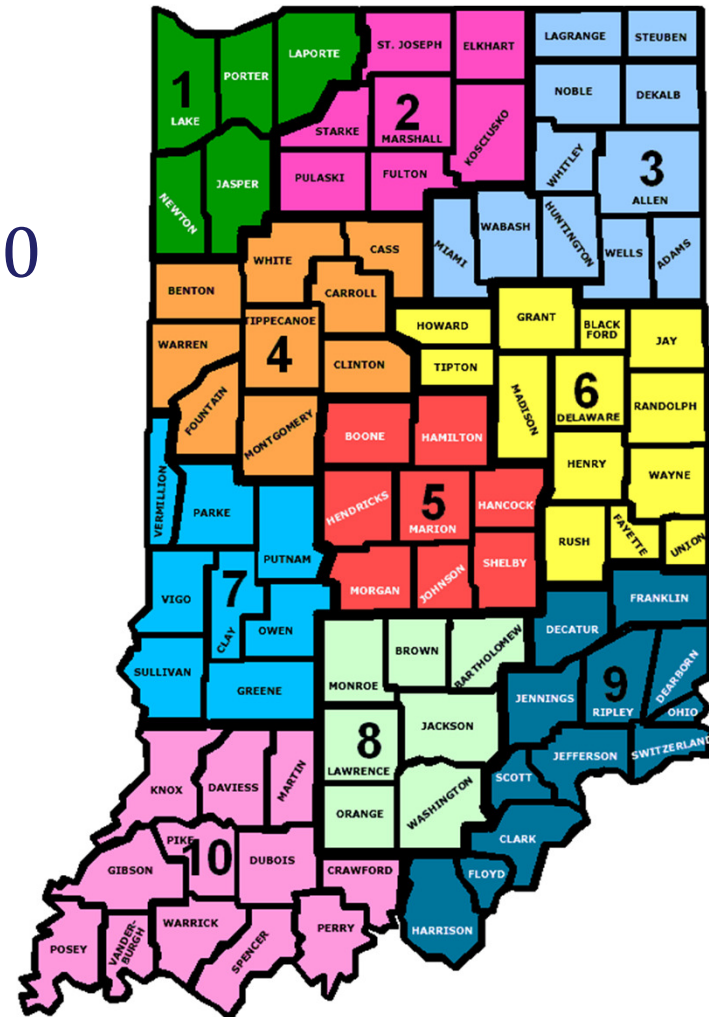 LAGRANGE
STEUBEN
ST. JOSEPH
ELKHART
LAPORTE
PORTER
1
LAKE
NOBLE
DEKALB
STARKE
2
MARSHALL
KOSCIUSKO
WHITLEY
3
ALLEN
PULASKI
FULTON
NEWTON
JASPER
0
MIAMI
WABASH
HUNTINGTON
WELLS
ADAMS
WHITE
CASS
BENTON
CARROLL
TIPPECANOE
4
WARREN
HOWARD
GRANT
BLACK
FORD
JAY
CLINTON
TIPTON
FOUNTAIN
MONTGOMERY
MADISON
6
DELAWARE
RANDOLPH
BOONE
HAMILTON
HENRY
WAYNE
VERMILLION
PARKE
HENDRICKS
5
MARION
HANCOCK
PUTNAM
RUSH
FAYETTE
UNION
MORGAN
JOHNSON
SHELBY
VIGO
7
CLAY
OWEN
FRANKLIN
DECATUR
SULLIVAN
GREENE
MONROE
BROWN
BARTHOLOMEW
JENNINGS
9
RIPLEY
DEARBORN
OHIO
8
LAWRENCE
JACKSON
JEFFERSON
SWITZERLAND
KNOX
DAVIESS
MARTIN
SCOTT
ORANGE
WASHINGTON
PIKE
10
DUBOIS
GIBSON
CRAWFORD
CLARK
FLOYD
HARRISON
POSEY
VANDER-
BURGH
WARRICK
SPENCER
PERRY